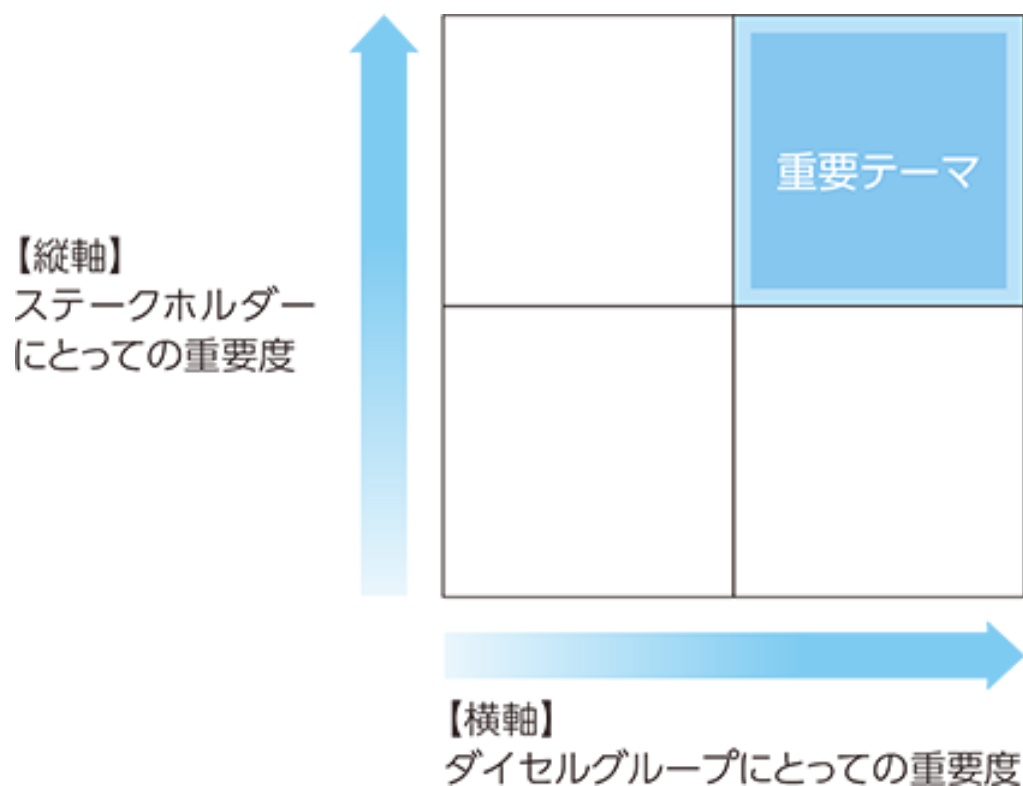 重要テーマ
【縦軸】
ステークホルダー
にとっての重要度
【横軸】
ダイセルグループにとっての重要度